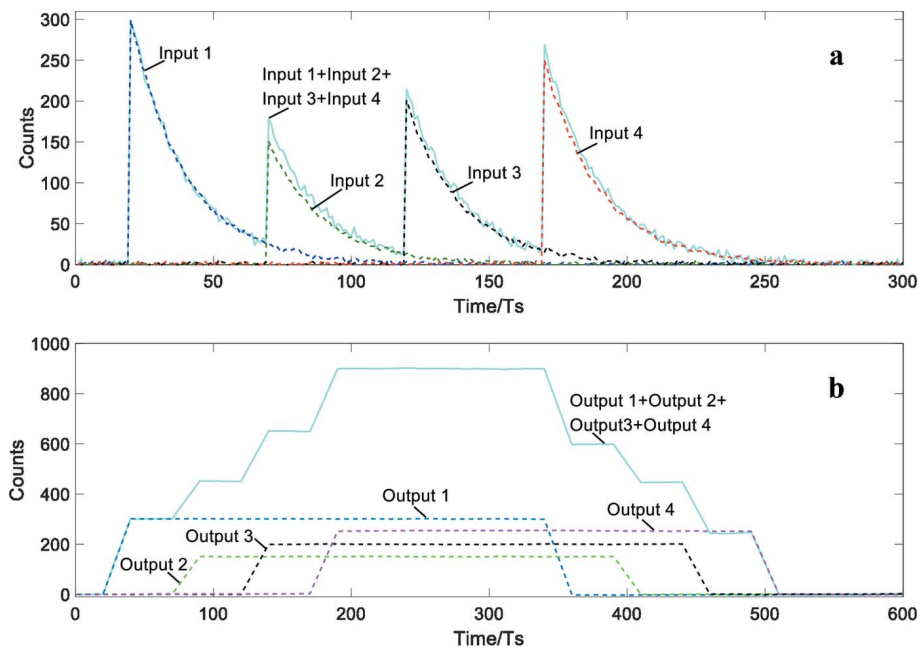 a
300
250
200
150
100
50
0
Counts
Input 1
Input 1+Input 2+
Input 3+Input 4
Input 2
Input 3
Input 4
0 50 100 150 200 250 300
Time/Ts
b
1000
800
600
400
200
0
Counts
Output 1+Output 2+
Output3+Output 4
Output 1
Output 4
Output 3
Output 2
0 100 200 300 400 500 600
Time/Ts